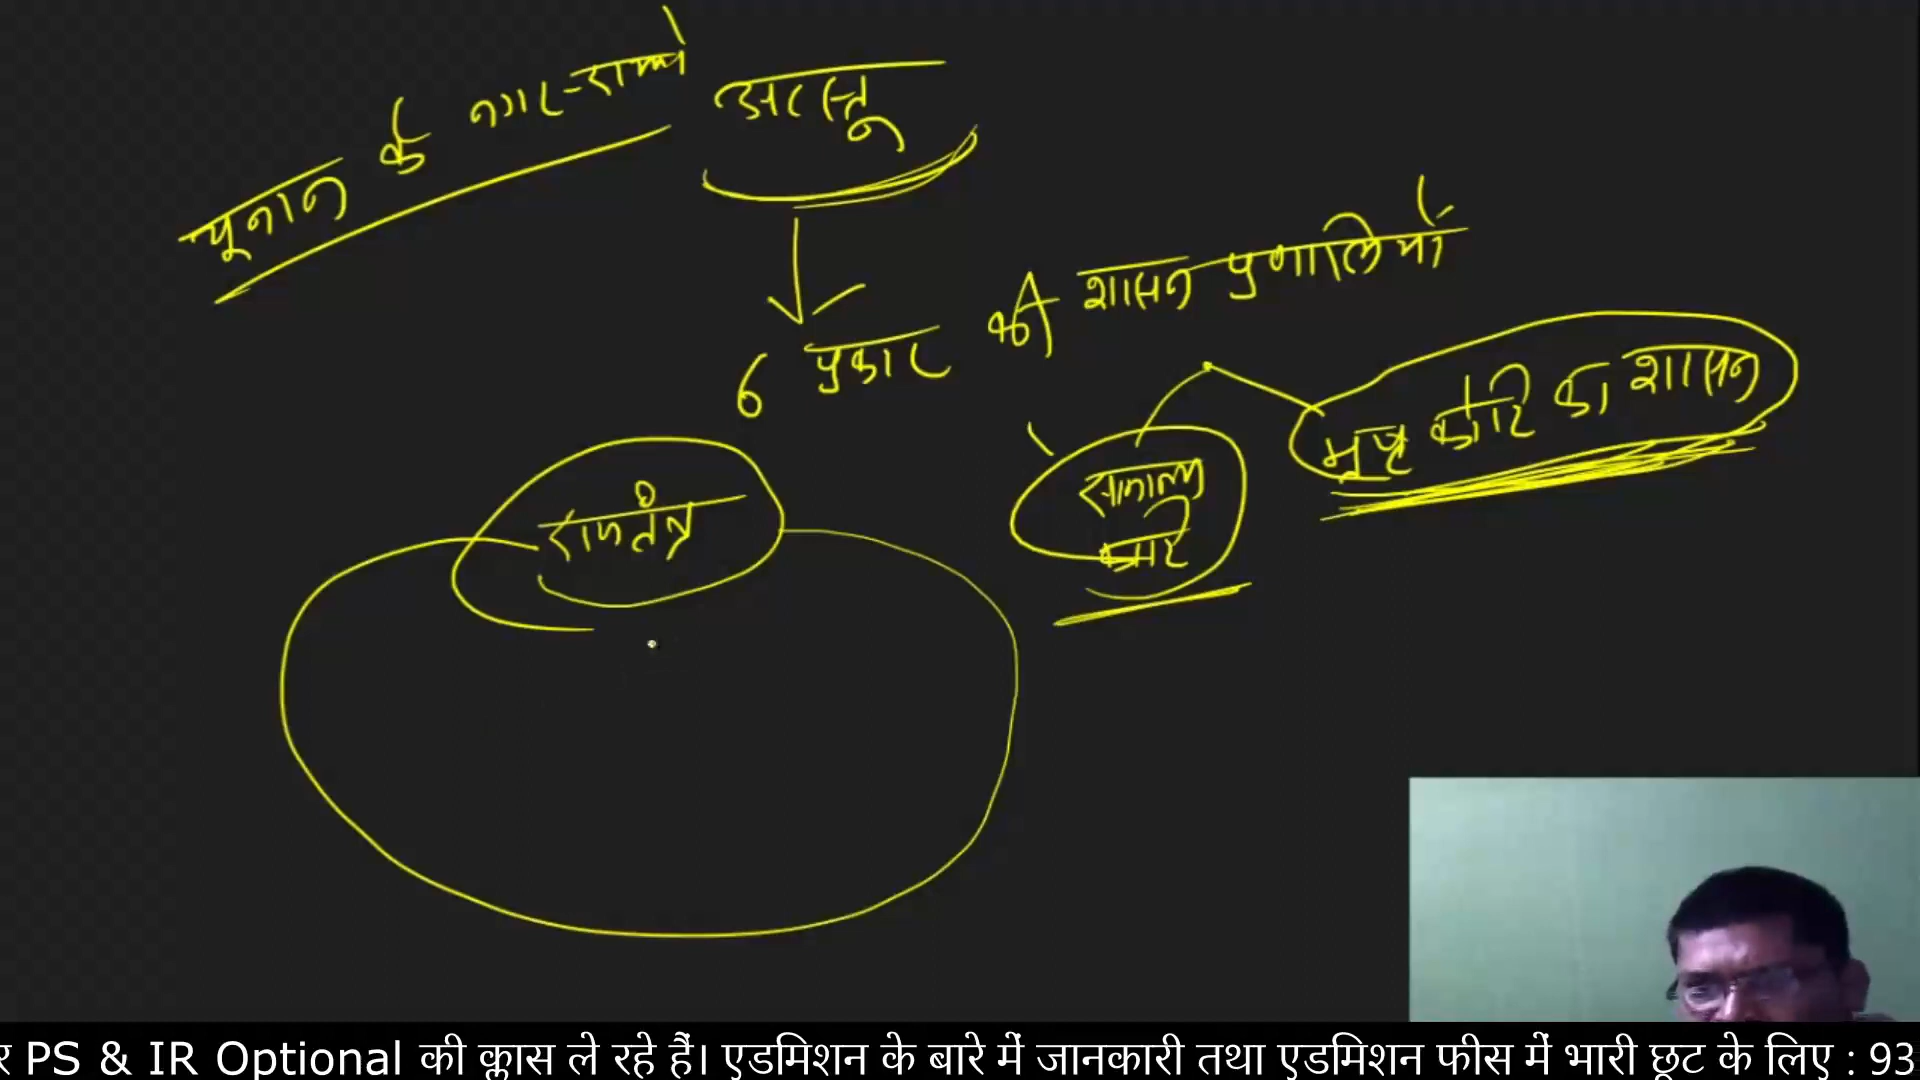 यूनान के नगर-राज्यों
अरस्तू
6 प्रकार की शासन प्रणालियाँ
राजतंत्र
सामान्य
कोटि
भ्रष्ट कोटि का शासन
PS & IR Optional की क्लास ले रहे हैं। एडमिशन के बारे में जानकारी तथा एडमिशन फीस में भारी छूट के लिए : 93